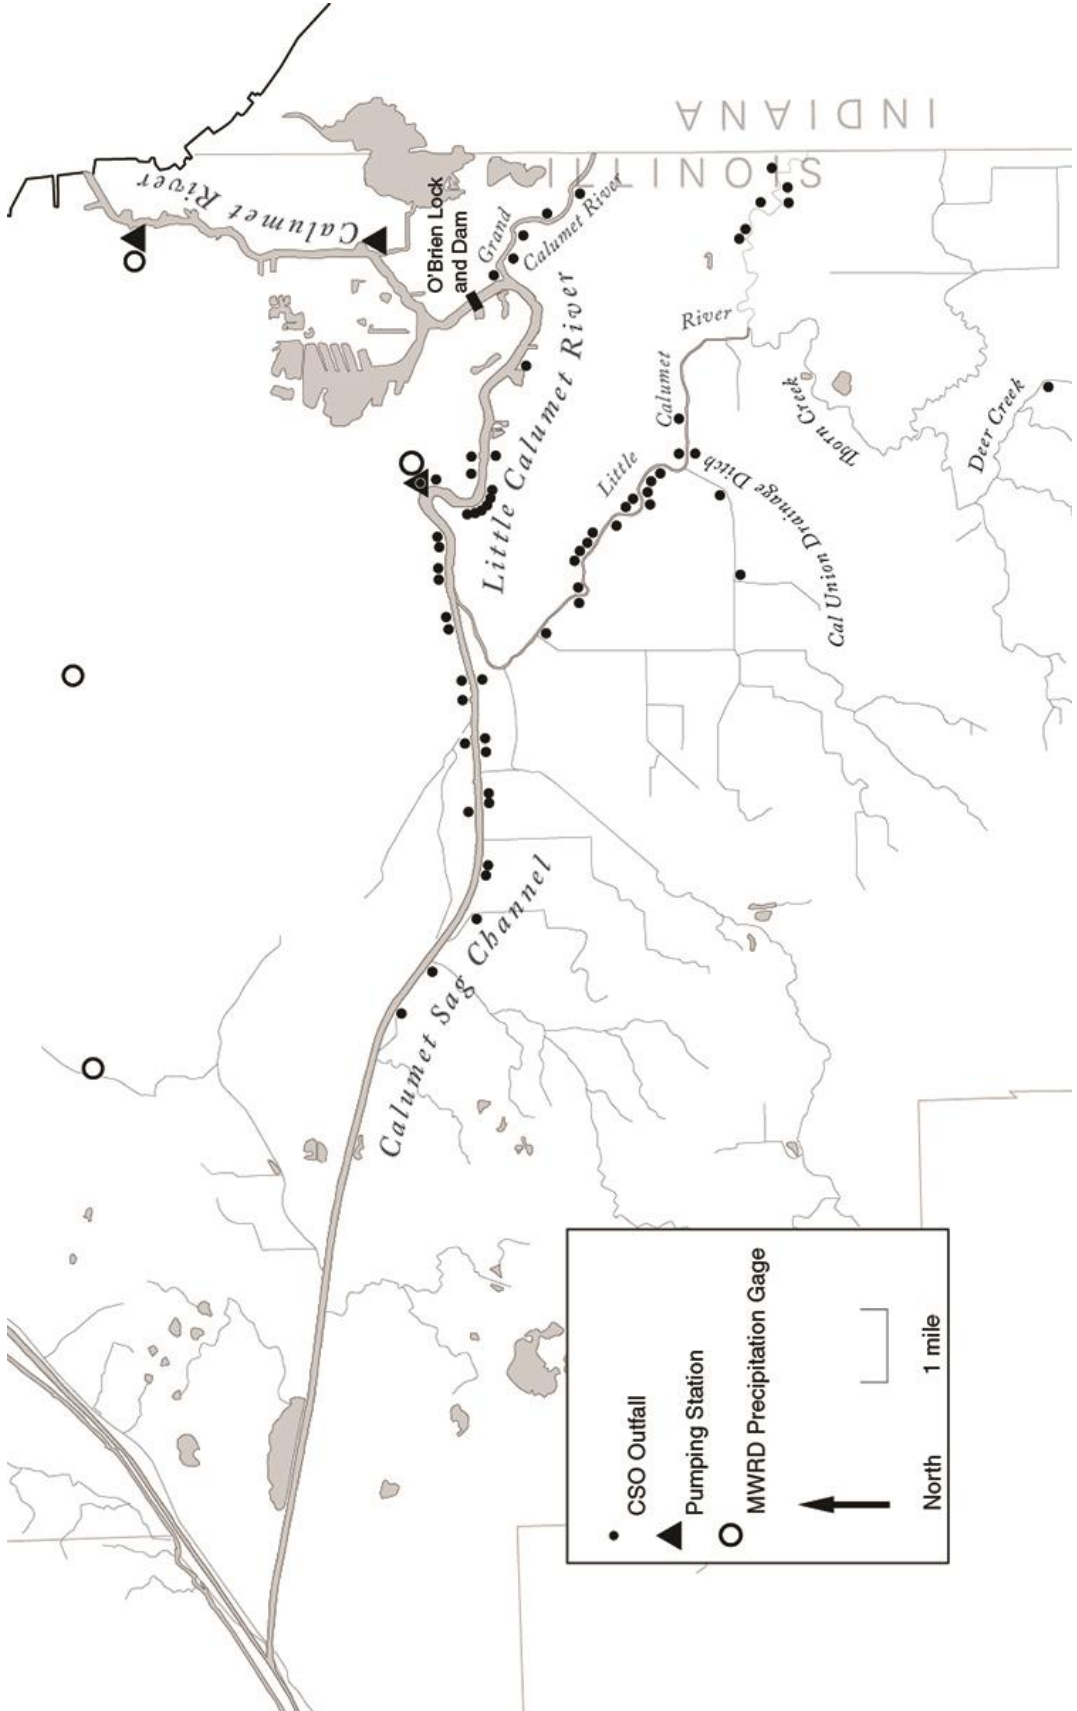 INDIANA
ILLINOIS
Calumet River
O'Brien Lock
and Dam
Grand
Calumet River
Little Calumet River
River
Calumet
Little
Thorn Creek
Deer Creek
Cal Union Drainage Ditch
Calumet Sag Channel
CSO Outfall
Pumping Station
MWRD Precipitation Gage
North
1 mile